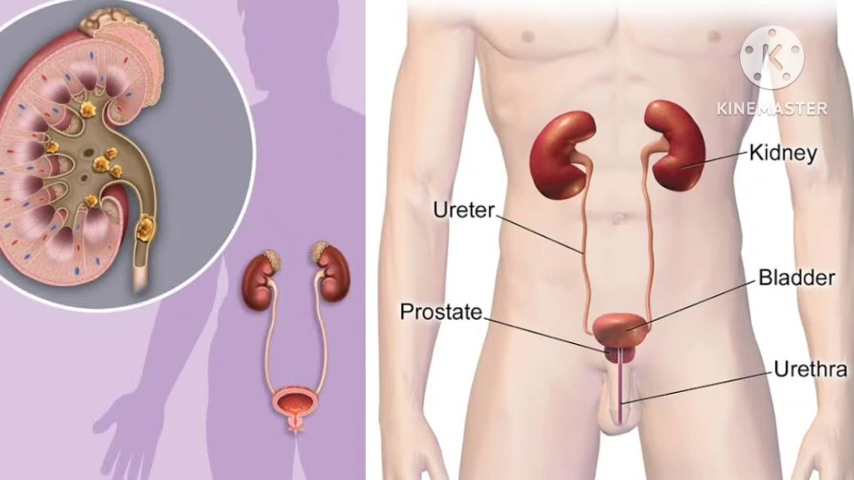 KINEMASTER
Kidney
Ureter
Bladder
Prostate
Urethra